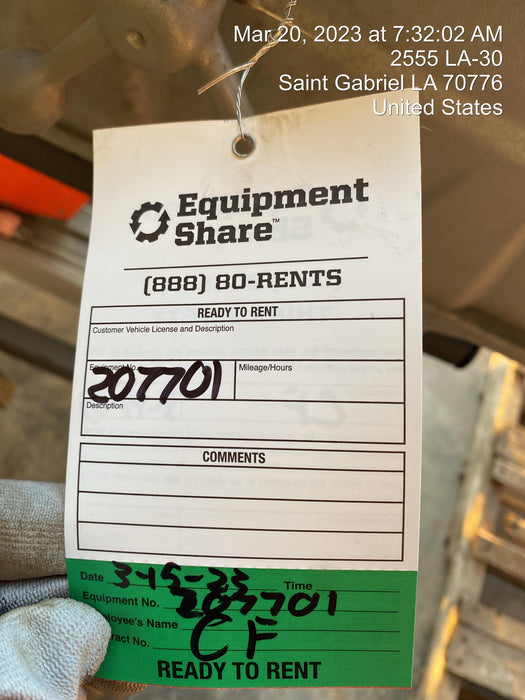 Mar 20, 2023 at 7:32:02 AM
2555 LA-30
Saint Gabriel LA 70776
United States
Equipment
Share™
(888) 80-RENTS
READY TO RENT
Customer Vehicle License and Description
Equipment No. Mileage/Hours
207701
Description
COMMENTS
Date 3-15-23 Time
Equipment No. 207701
loyee's Name CF
ract No.
READY TO RENT